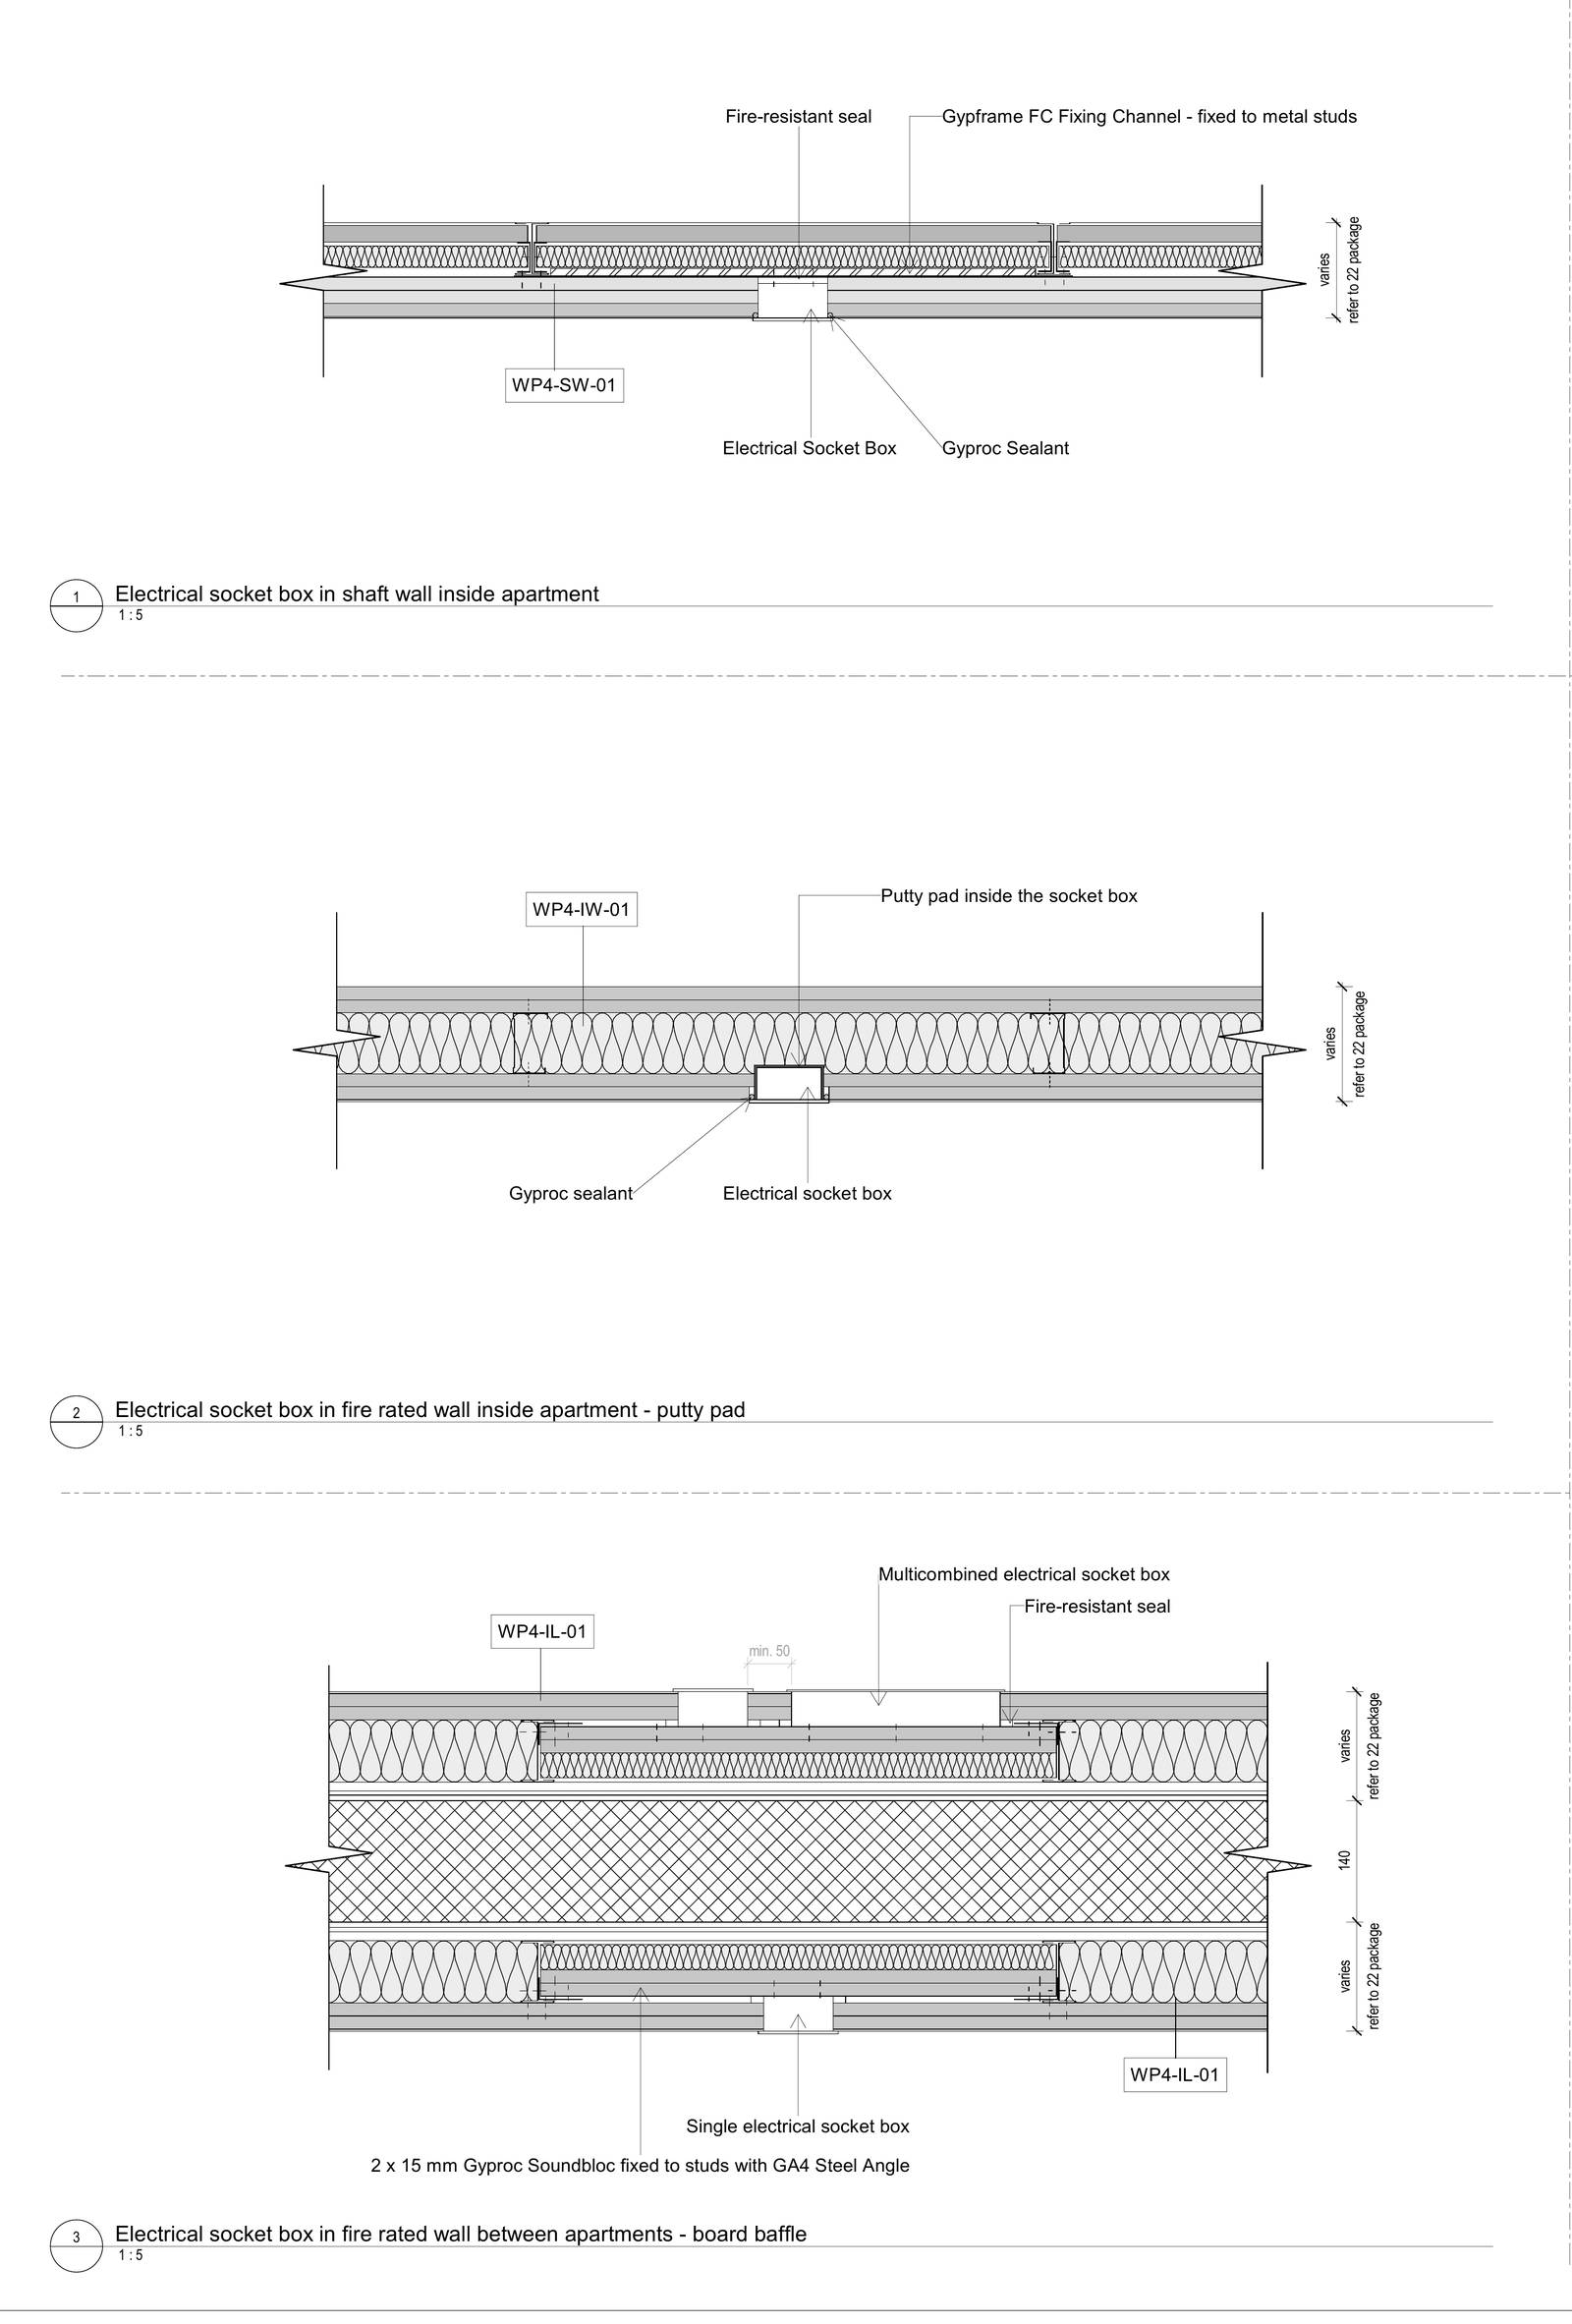 Fire-resistant seal
Gypframe FC Fixing Channel - fixed to metal studs
varies
refer to 22 package
WP4-SW-01
Electrical Socket Box
Gyproc Sealant
1
Electrical socket box in shaft wall inside apartment
1 : 5
Putty pad inside the socket box
WP4-IW-01
varies
refer to 22 package
Gyproc sealant
Electrical socket box
2
Electrical socket box in fire rated wall inside apartment - putty pad
1 : 5
Multicombined electrical socket box
Fire-resistant seal
WP4-IL-01
min. 50
varies
refer to 22 package
140
varies
refer to 22 package
WP4-IL-01
Single electrical socket box
2 x 15 mm Gyproc Soundbloc fixed to studs with GA4 Steel Angle
3
Electrical socket box in fire rated wall between apartments - board baffle
1 : 5